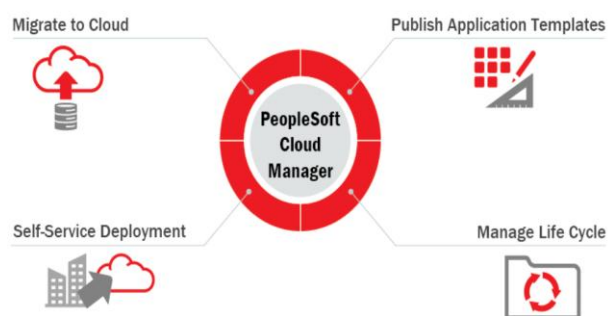 Migrate to Cloud
Publish Application Templates
PeopleSoft
Cloud
Manager
Self-Service Deployment
Manage Life Cycle